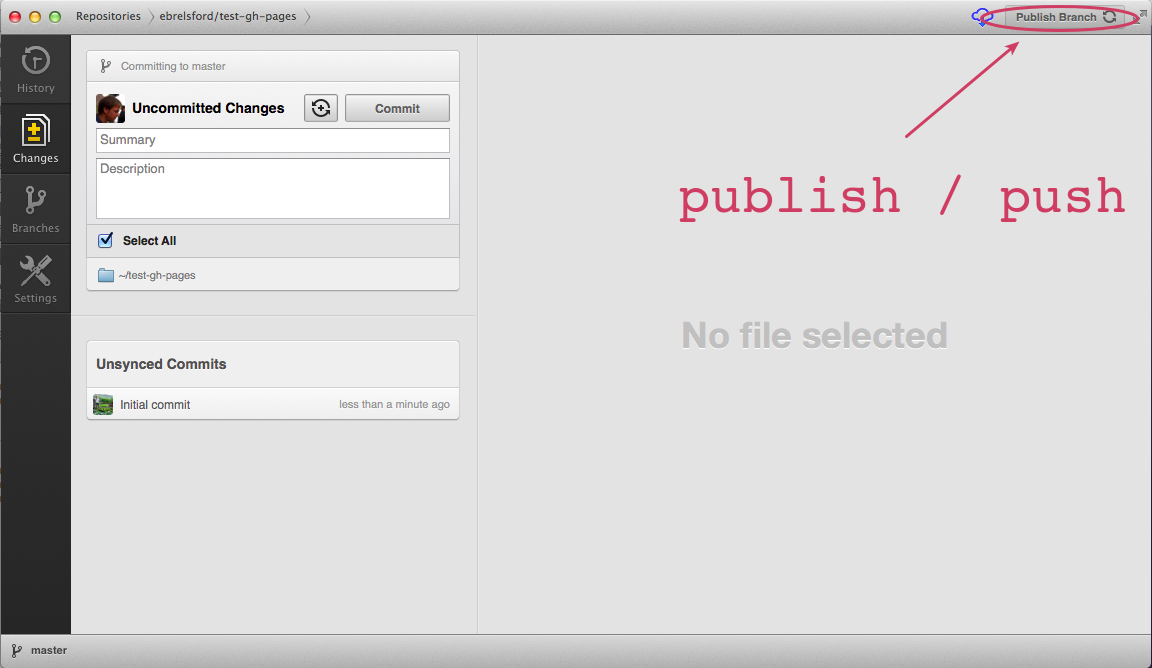 Repositories
ebrelsford/test-gh-pages
Publish Branch
History
Changes
Branches
Settings
Committing to master
Uncommitted Changes
Commit
Summary
Description
Select All
~/test-gh-pages
Unsynced Commits
Initial commit
less than a minute ago
publish / push
No file selected
master